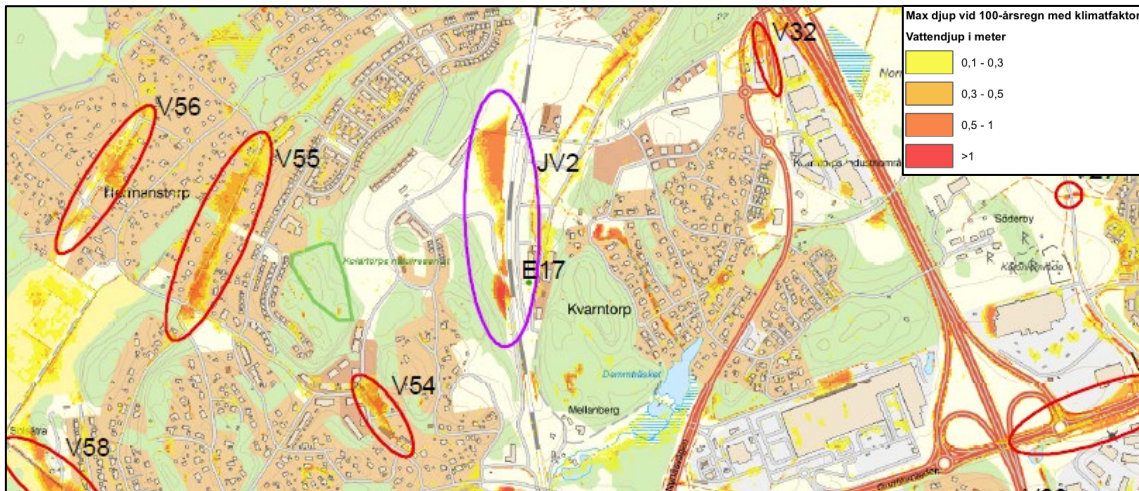 Max djup vid 100-årsregn med klimatfaktor
Vattendjup i meter
0,1 - 0,3
0,3 - 0,5
0,5 - 1
>1
V32
V56
V55
JV2
Söderby
E17
Kvarntorp
Dammträsket
Mellanberg
V54
V58